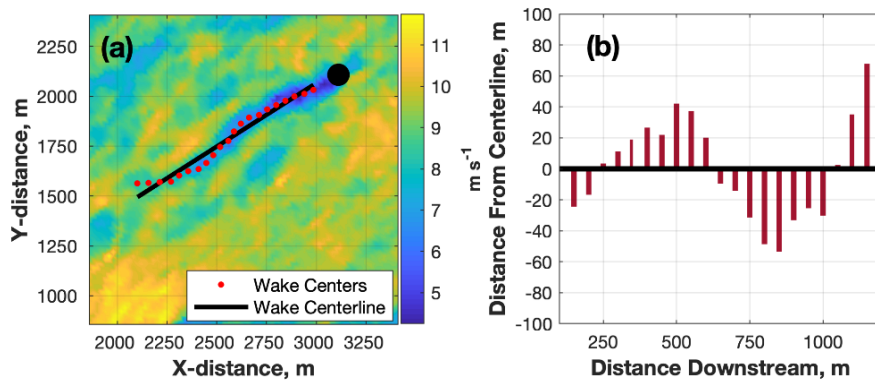 (a)
Y-distance, m
2250
2000
1750
1500
1250
1000
2000 2250 2500 2750 3000 3250
X-distance, m
Wake Centers
Wake Centerline
11
10
9
8
7
6
5
m s-1
(b)
Distance From Centerline, m
100
80
60
40
20
0
-20
-40
-60
-80
-100
250 500 750 1000
Distance Downstream, m